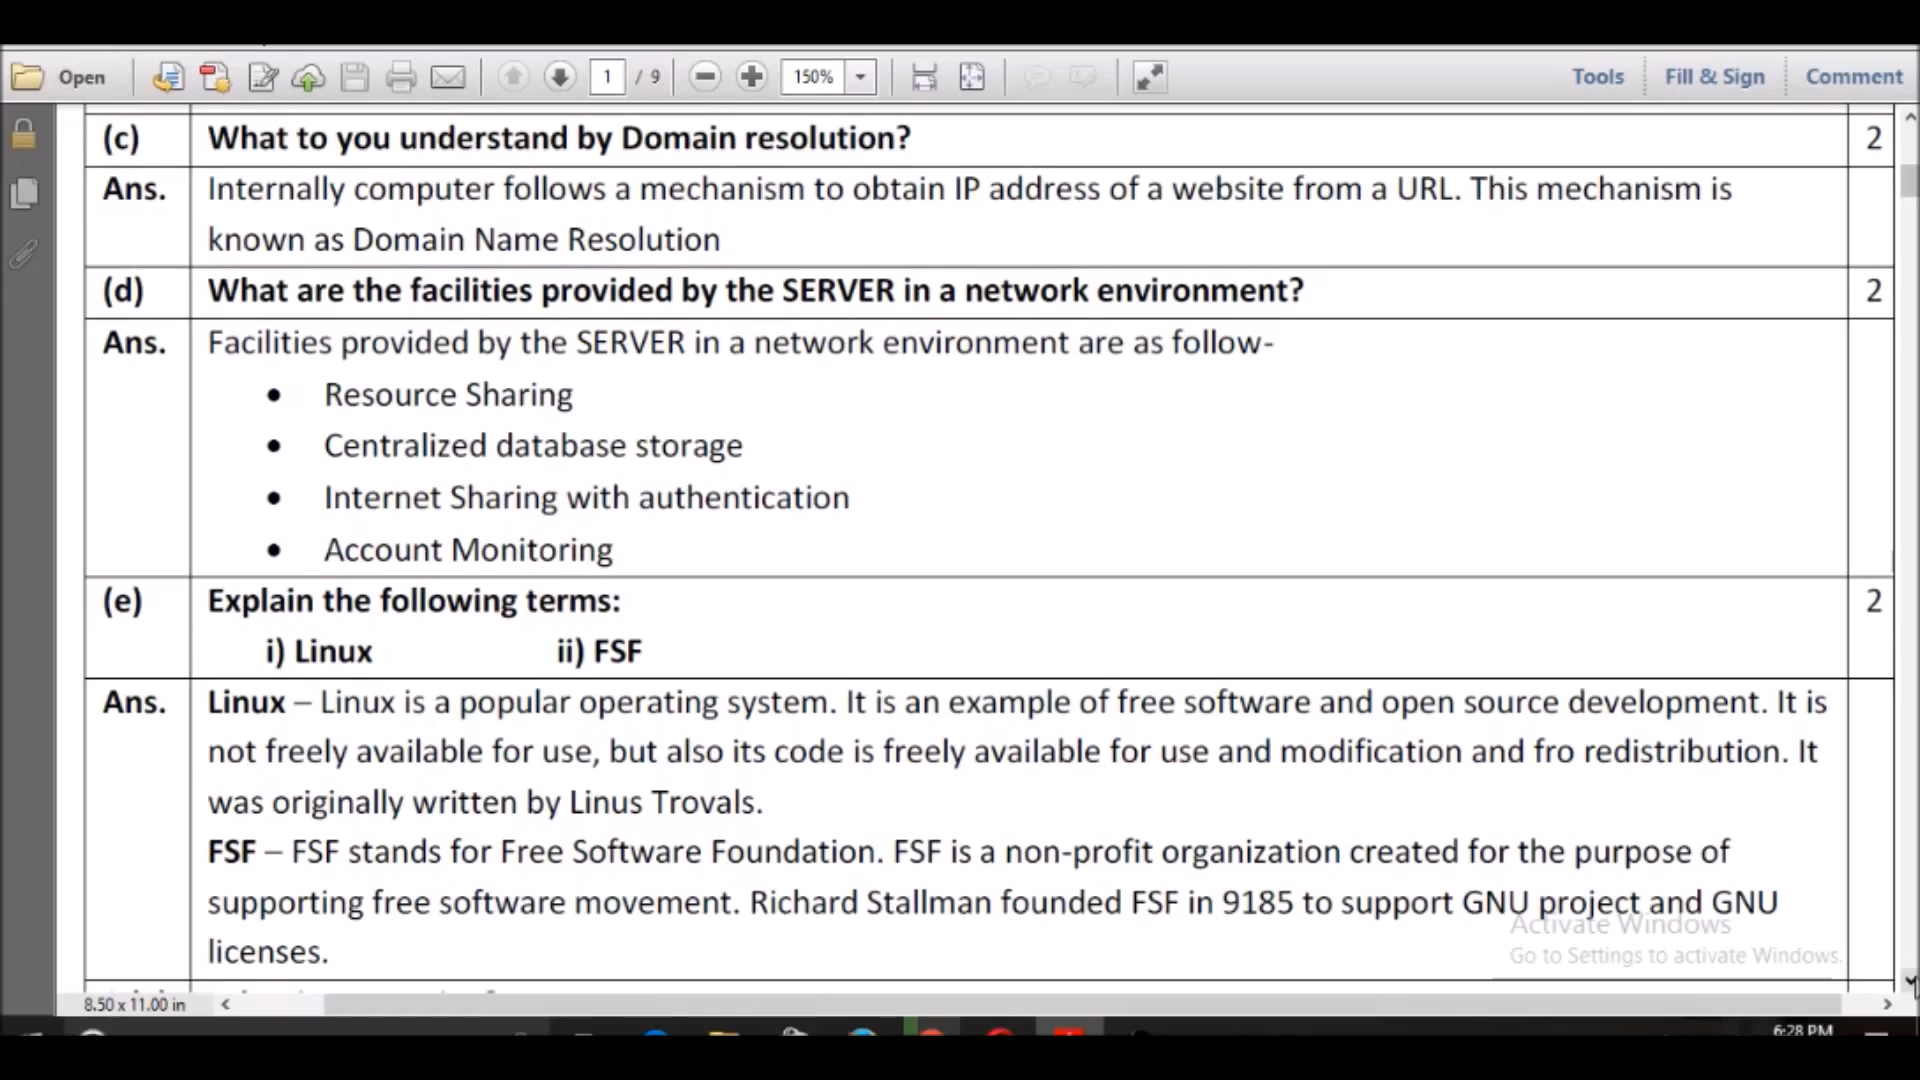 Open
1
/ 9
150%
Tools
Fill & Sign
Comment
(c)
What to you understand by Domain resolution?
2
Ans.
Internally computer follows a mechanism to obtain IP address of a website from a URL. This mechanism is
known as Domain Name Resolution
(d)
What are the facilities provided by the SERVER in a network environment?
2
Ans.
Facilities provided by the SERVER in a network environment are as follow-
• Resource Sharing
• Centralized database storage
• Internet Sharing with authentication
• Account Monitoring
(e)
Explain the following terms:
2
i) Linux ii) FSF
Ans.
Linux – Linux is a popular operating system. It is an example of free software and open source development. It is
not freely available for use, but also its code is freely available for use and modification and fro redistribution. It
was originally written by Linus Trovals.
FSF – FSF stands for Free Software Foundation. FSF is a non-profit organization created for the purpose of
supporting free software movement. Richard Stallman founded FSF in 9185 to support GNU project and GNU
licenses.
Activate Windows
Go to Settings to activate Windows.
8.50 x 11.00 in
6:28 PM